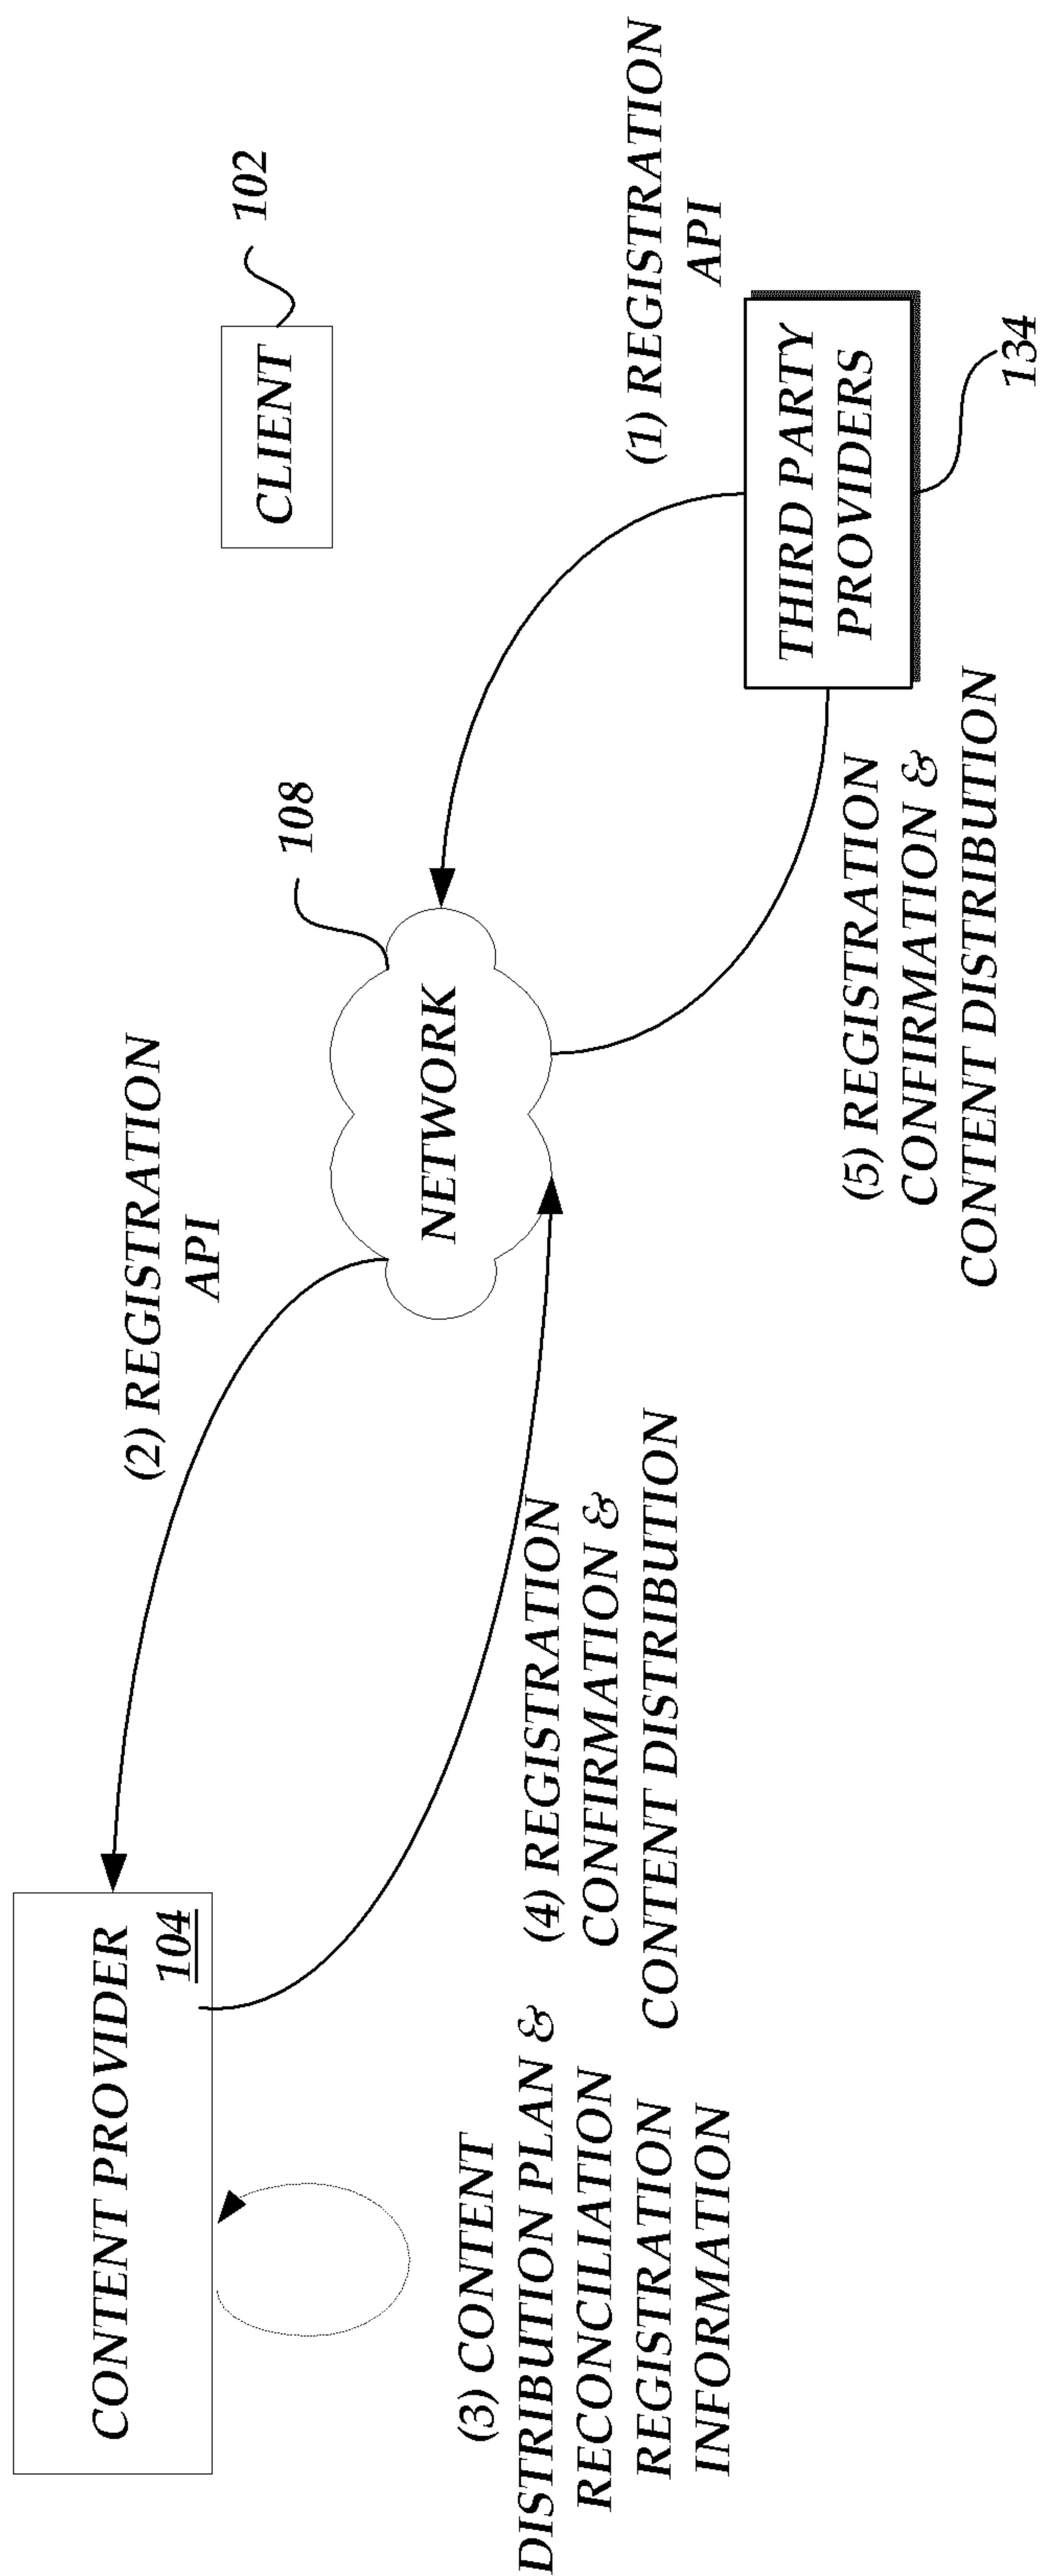 CONTENT PROVIDER
104
(2) REGISTRATION
API
CLIENT
102
NETWORK
108
(3) CONTENT
DISTRIBUTION PLAN &
RECONCILIATION
REGISTRATION
INFORMATION
(4) REGISTRATION
CONFIRMATION &
CONTENT DISTRIBUTION
(1) REGISTRATION
API
THIRD PARTY
PROVIDERS
134
(5) REGISTRATION
CONFIRMATION &
CONTENT DISTRIBUTION